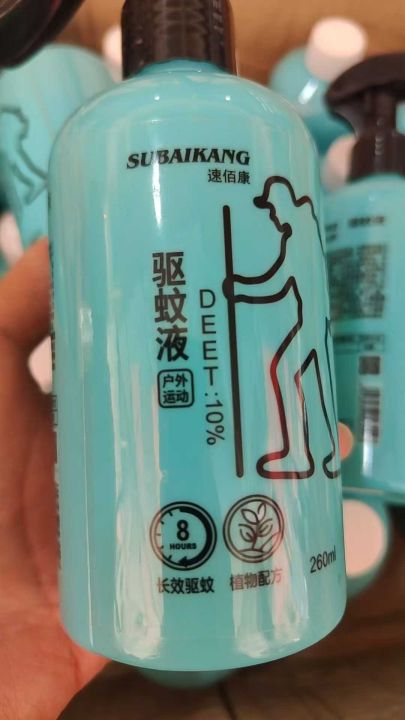 SUBAIKANG
速佰康
驱蚊液
户外
运动
DEET:10%
8
HOURS
长效驱蚊
植物配方
260ml